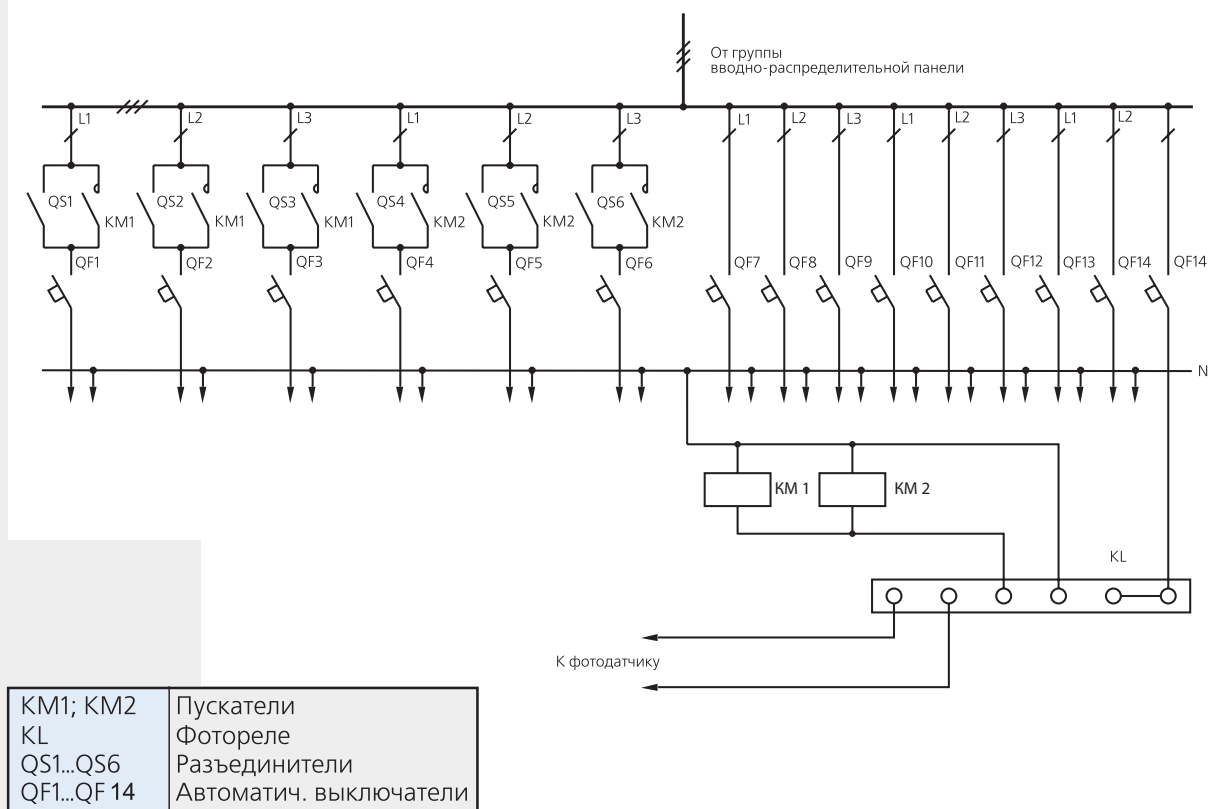 От группы
вводно-распределительной панели
L1 L2 L3 L1 L2 L3 L1 L2 L3 L1 L2 L3 L1 L2
QS1 KM1 QS2 KM1 QS3 KM1 QS4 KM2 QS5 KM2 QS6 KM2
QF1 QF2 QF3 QF4 QF5 QF6 QF7 QF8 QF9 QF10 QF11 QF12 QF13 QF14 QF14
N
KM 1 KM 2
KL
К фотодатчику
KM1; KM2 Пускатели
KL Фотореле
QS1...QS6 Разъединители
QF1...QF 14 Автоматич. выключатели